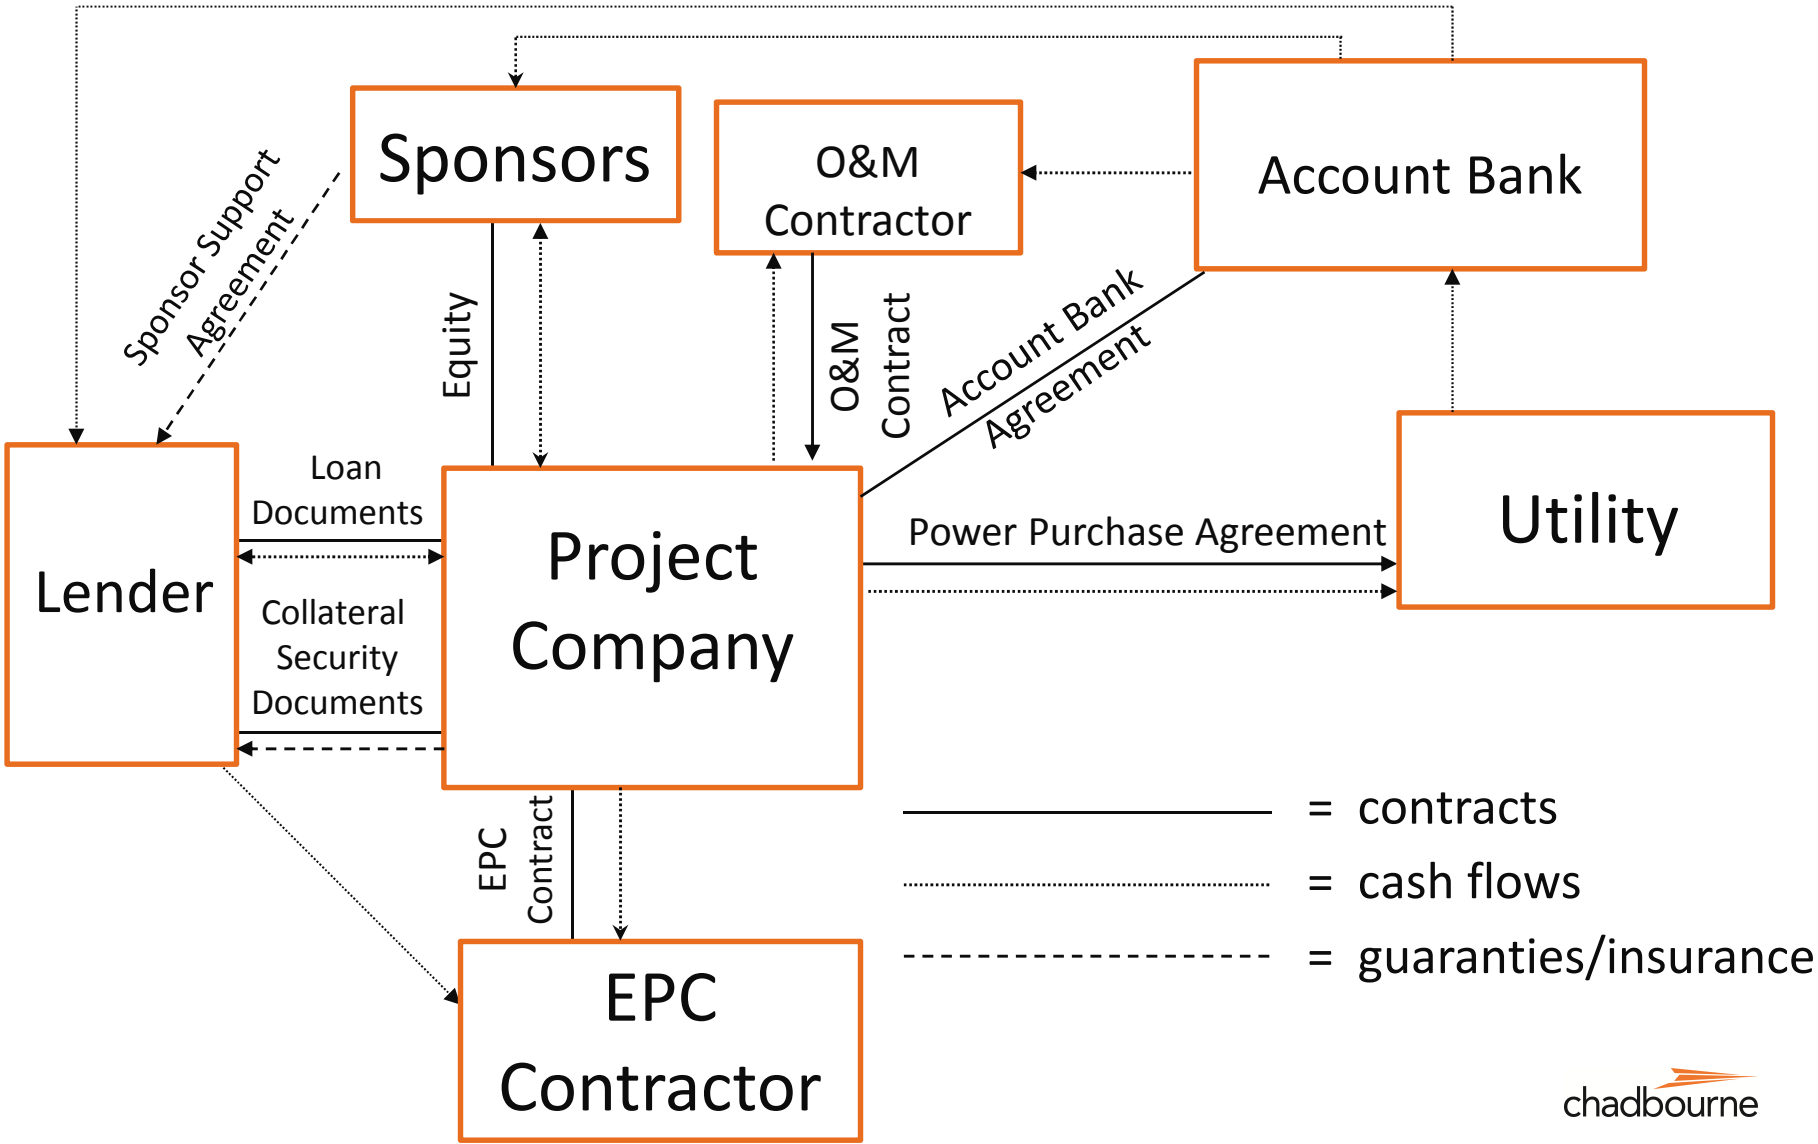 Sponsors
O&M
Contractor
Account Bank
Sponsor Support
Agreement
Equity
O&M
Contract
Account Bank
Agreement
Loan
Documents
Lender
Collateral
Security
Documents
Project
Company
Power Purchase Agreement
Utility
EPC
Contract
EPC
Contractor
= contracts
= cash flows
= guaranties/insurance
chadbourne